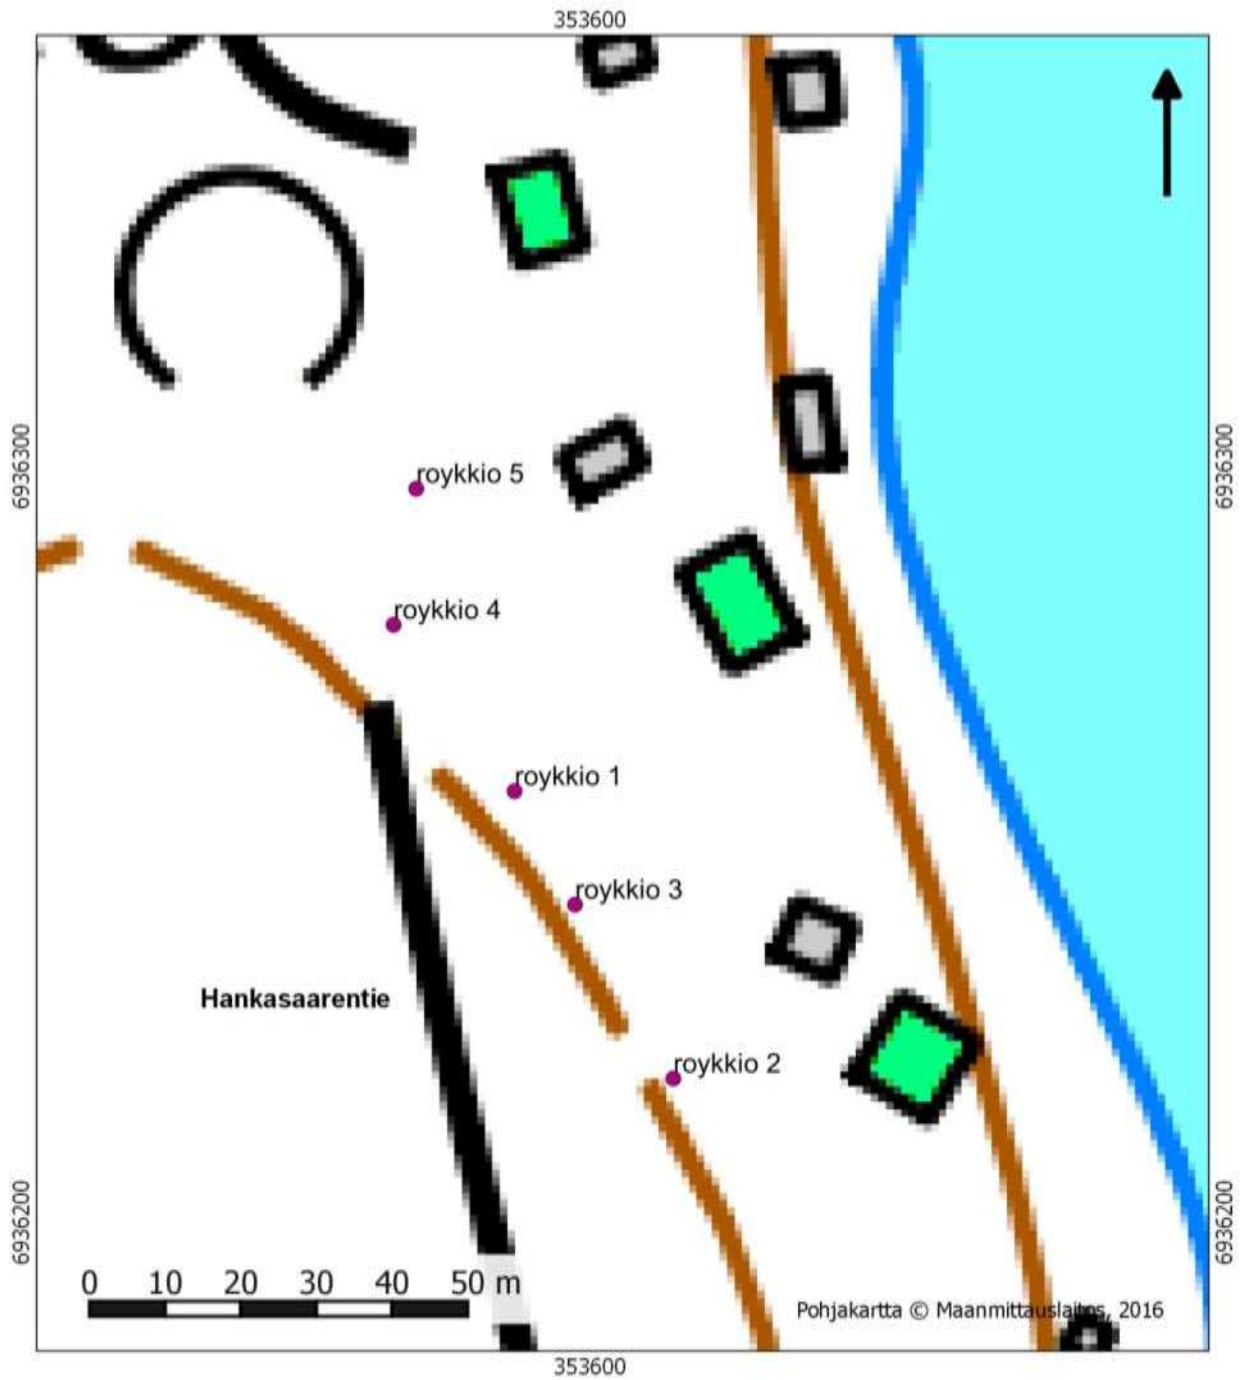 353600
6936300
6936300
roykkio 5
roykkio 4
roykkio 1
roykkio 3
Hankasaarentie
roykkio 2
6936200
6936200
0 10 20 30 40 50 m
Pohjakartta © Maanmittauslaitos, 2016
353600